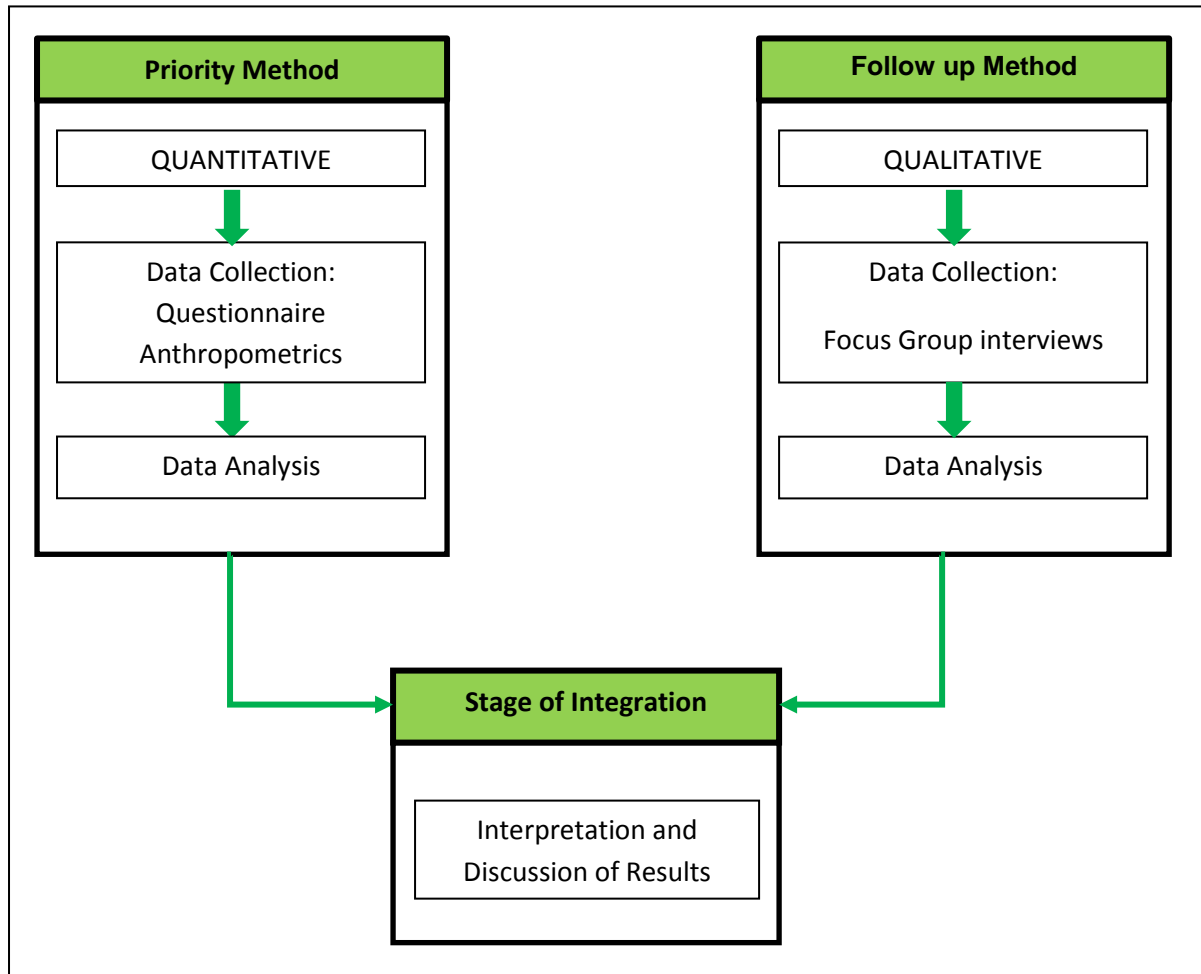 Priority Method
QUANTITATIVE
Data Collection:
Questionnaire
Anthropometrics
Data Analysis
Follow up Method
QUALITATIVE
Data Collection:
Focus Group interviews
Data Analysis
Stage of Integration
Interpretation and
Discussion of Results